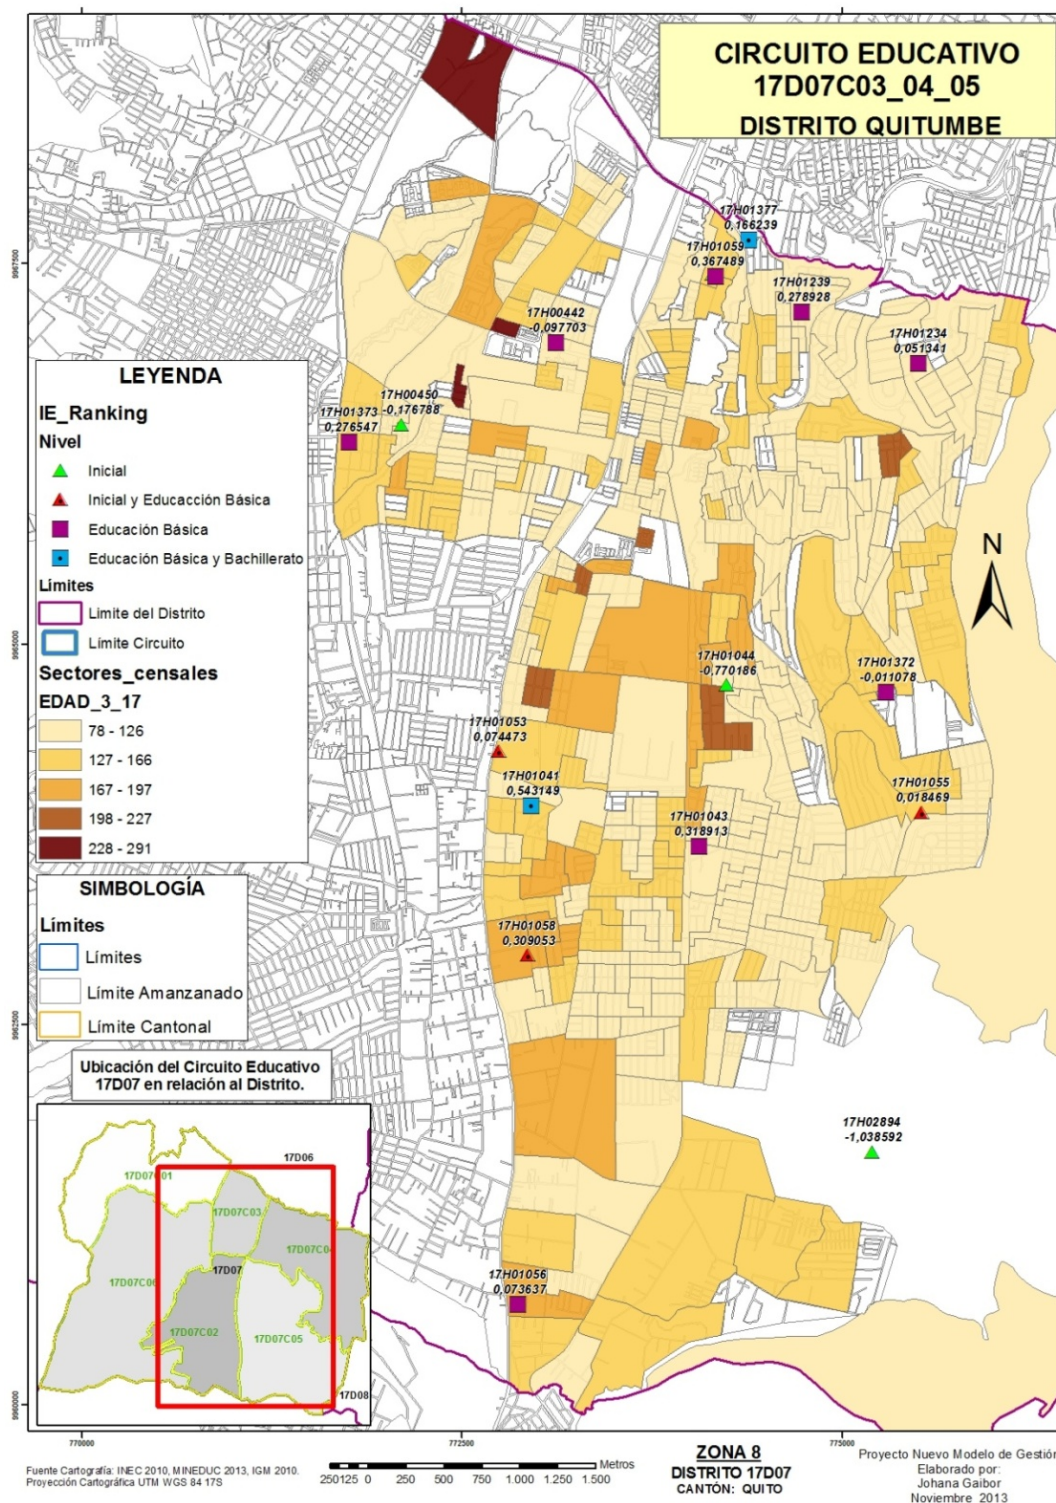 CIRCUITO EDUCATIVO
17D07C03_04_05
DISTRITO QUITUMBE
17H01377
0,166239
17H01059
0,367489
17H01239
0,278928
17H00442
-0,097703
17H01234
0,051341
17H00450
-0,176788
17H01373
0,276547
LEYENDA
IE_Ranking
Nivel
Inicial
Inicial y Educacción Básica
Educación Básica
Educación Básica y Bachillerato
Límites
Limite del Distrito
Límite Circuito
Sectores_censales
EDAD_3_17
78 - 126
127 - 166
167 - 197
198 - 227
228 - 291
N
17H01044
-0,770186
17H01372
-0,011078
17H01053
0,074473
17H01041
0,543149
17H01055
0,018469
17H01043
0,318913
17H01058
0,309053
SIMBOLOGÍA
Límites
Límites
Límite Amanzanado
Límite Cantonal
17H02894
-1,038592
17H01056
0,073637
Ubicación del Circuito Educativo
17D07 en relación al Distrito.
17D06
17D07C01
17D07C03
17D07C04
17D07
17D07C06
17D07C02
17D07C05
17D08
9967500
9965000
9962500
9960000
770000
772500
775000
Fuente Cartografía: INEC 2010, MINEDUC 2013, IGM 2010.
Proyección Cartográfica UTM WGS 84 17S
250 125 0 250 500 750 1.000 1.250 1.500 Metros
ZONA 8
DISTRITO 17D07
CANTÓN: QUITO
Proyecto Nuevo Modelo de Gestión
Elaborado por:
Johana Gaibor
Noviembre 2013